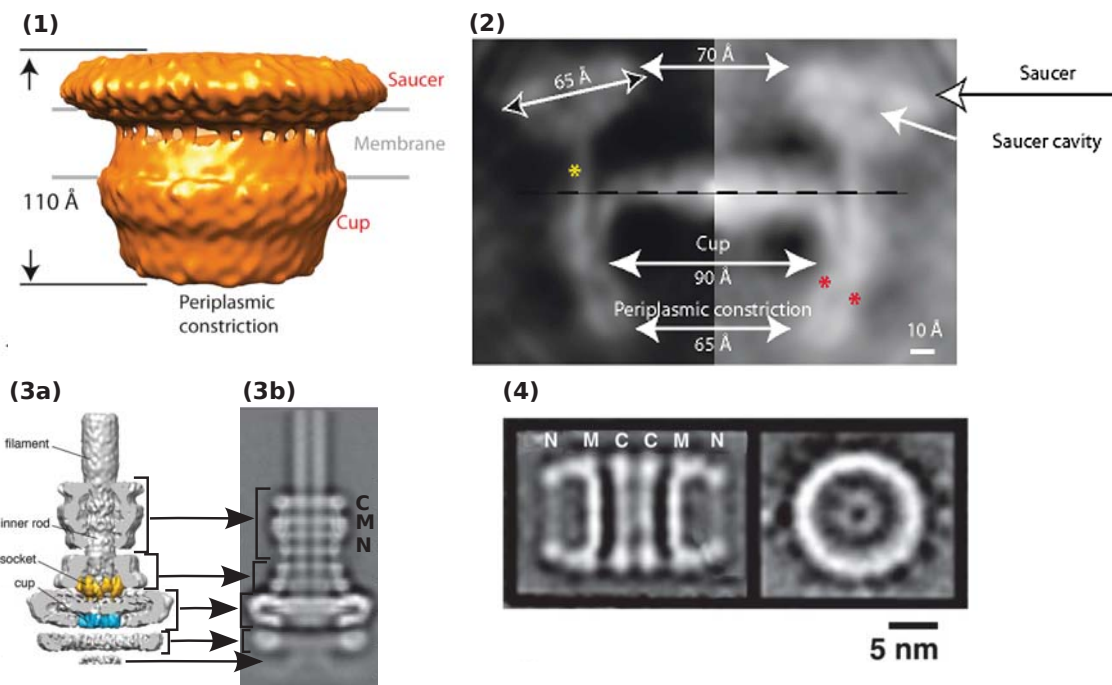 (1)
Saucer
Membrane
110 Å
Cup
Periplasmic
constriction
(2)
70 Å
65 Å
Saucer
Saucer cavity
*
Cup
90 Å
*
*
Periplasmic constriction
65 Å
10 Å
(3a)
filament
inner rod
socket
cup
(3b)
C
M
N
(4)
N M C C M N
5 nm